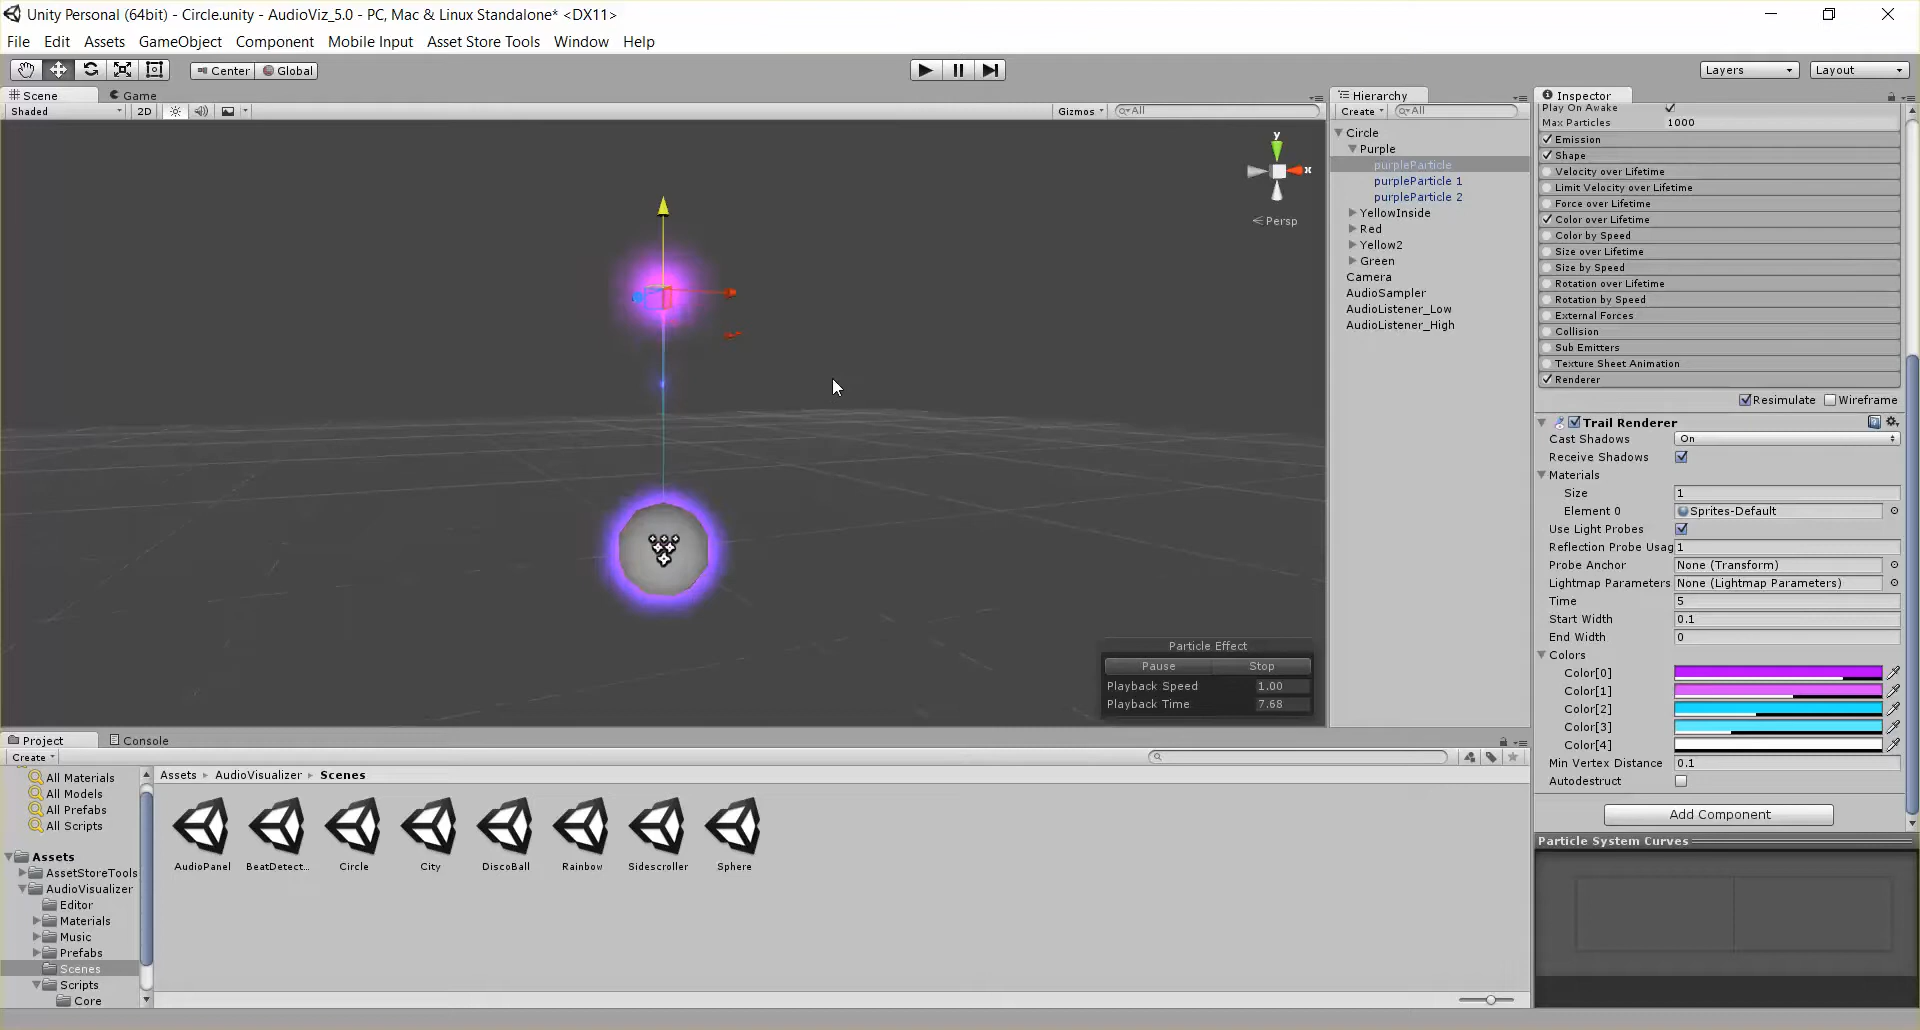 Unity Personal (64bit) - Circle.unity - AudioViz_5.0 - PC, Mac & Linux Standalone* <DX11>
File Edit Assets GameObject Component Mobile Input Asset Store Tools Window Help
Center Global Layers Layout
Scene Game
Shaded 2D Gizmos All
y
x
Persp
Particle Effect
Pause Stop
Playback Speed 1.00
Playback Time 7.68
Hierarchy
Create All
Circle
Purple
purpleParticle
purpleParticle 1
purpleParticle 2
YellowInside
Red
Yellow2
Green
Camera
AudioSampler
AudioListener_Low
AudioListener_High
Inspector
Play On Awake
Max Particles 1000
Emission
Shape
Velocity over Lifetime
Limit Velocity over Lifetime
Force over Lifetime
Color over Lifetime
Color by Speed
Size over Lifetime
Size by Speed
Rotation over Lifetime
Rotation by Speed
External Forces
Collision
Sub Emitters
Texture Sheet Animation
Renderer
Resimulate Wireframe
Trail Renderer
Cast Shadows On
Receive Shadows
Materials
Size 1
Element 0 Sprites-Default
Use Light Probes
Reflection Probe Usag 1
Probe Anchor None (Transform)
Lightmap Parameters None (Lightmap Parameters)
Time 5
Start Width 0.1
End Width 0
Colors
Color[0]
Color[1]
Color[2]
Color[3]
Color[4]
Min Vertex Distance 0.1
Autodestruct
Add Component
Particle System Curves
Project Console
Create
All Materials
All Models
All Prefabs
All Scripts
Assets
AssetStoreTools
AudioVisualizer
Editor
Materials
Music
Prefabs
Scenes
Scripts
Core
Assets AudioVisualizer Scenes
AudioPanel BeatDetect... Circle City DiscoBall Rainbow Sidescroller Sphere